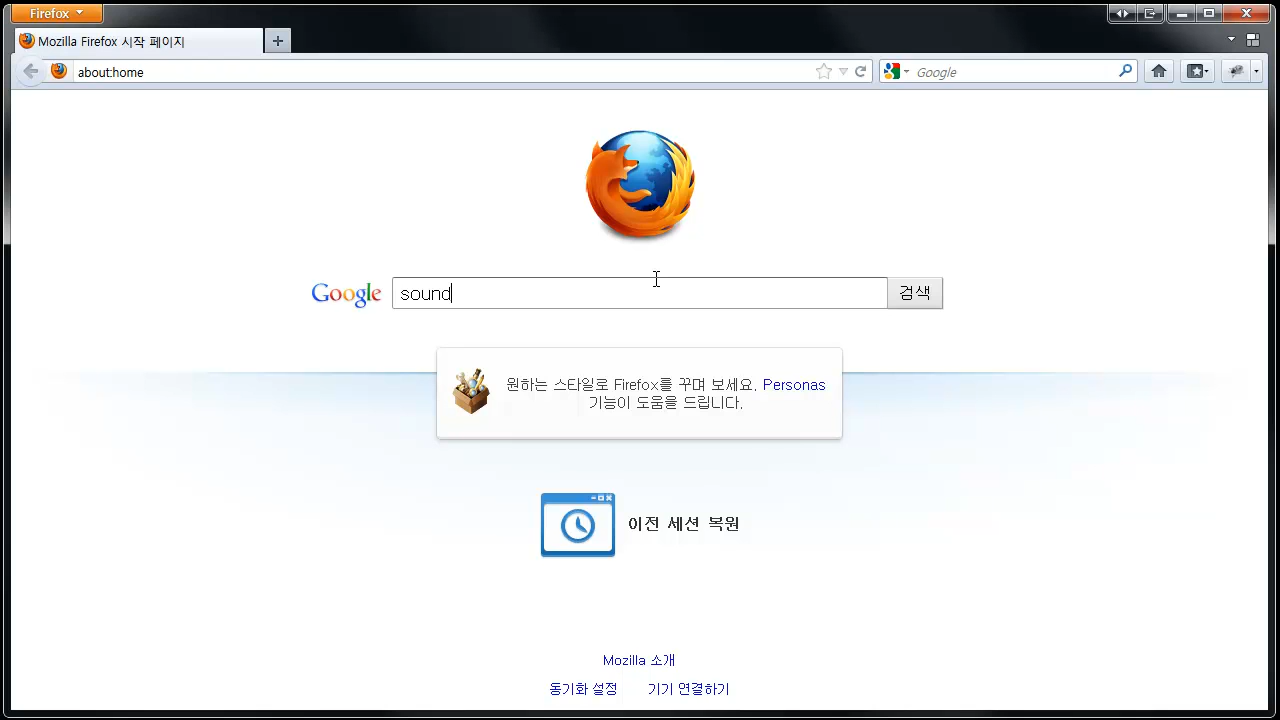 Firefox
Mozilla Firefox 시작 페이지
about:home
Google
Google
sound
검색
원하는 스타일로 Firefox를 꾸며 보세요. Personas
기능이 도움을 드립니다.
이전 세션 복원
Mozilla 소개
동기화 설정
기기 연결하기